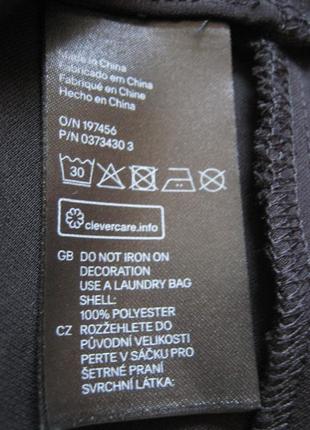 Made in China
Fabricado em China
Fabriqué en China
Hecho en China
O/N 197456
P/N 0373430 3
30
clevercare.info
GB DO NOT IRON ON
DECORATION
USE A LAUNDRY BAG
SHELL:
100% POLYESTER
CZ ROZŽEHLETE DO
PŮVODNÍ VELIKOSTI
PERTE V SÁČKU PRO
ŠETRNÉ PRANÍ
SVRCHNÍ LÁTKA: